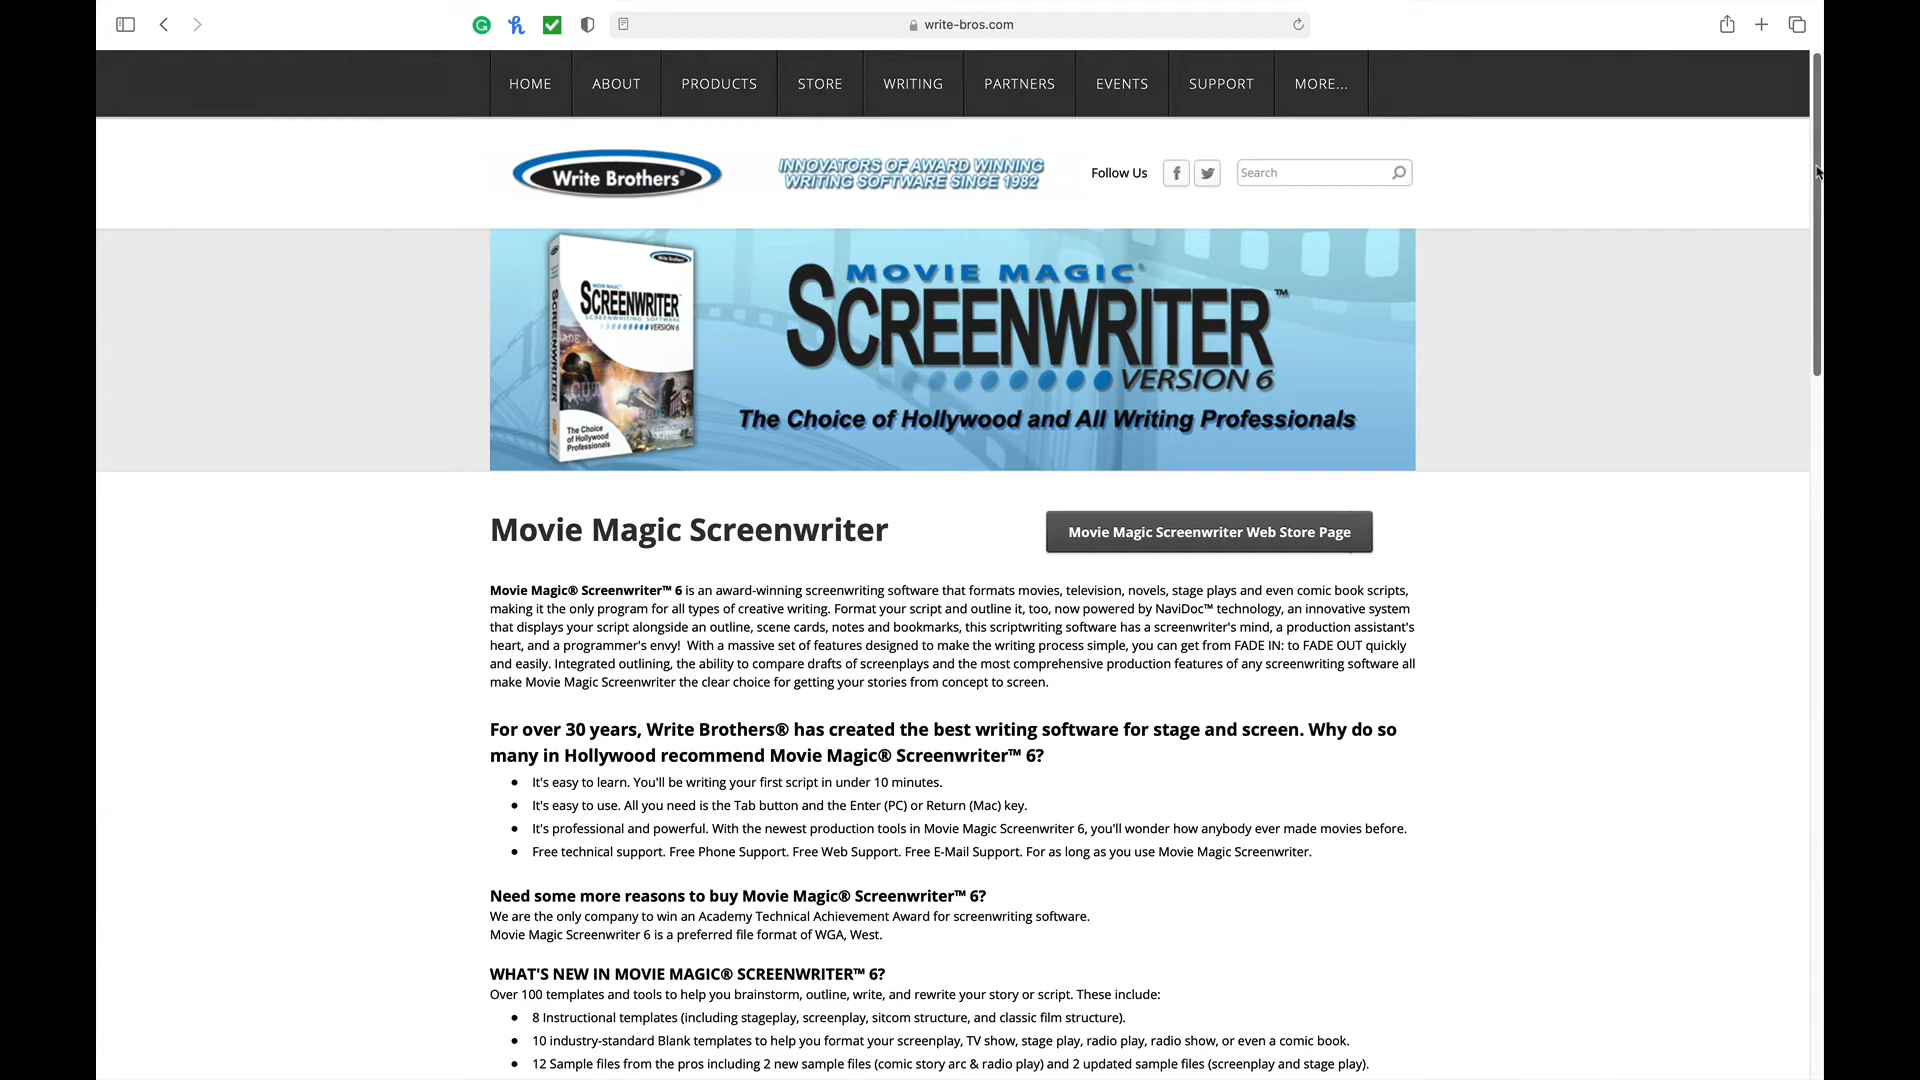 write-bros.com
HOME ABOUT PRODUCTS STORE WRITING PARTNERS EVENTS SUPPORT MORE...
Write Brothers®
INNOVATORS OF AWARD WINNING
WRITING SOFTWARE SINCE 1982
Follow Us
Search
Write Brothers
MOVIE MAGIC
SCREENWRITER
SCREENWRITING SOFTWARE
VERSION 6
SCREENWRITER
The Choice
of Hollywood
Professionals
MOVIE MAGIC®
SCREENWRITER™
VERSION 6
The Choice of Hollywood and All Writing Professionals
Movie Magic Screenwriter
Movie Magic Screenwriter Web Store Page
Movie Magic® Screenwriter™ 6 is an award-winning screenwriting software that formats movies, television, novels, stage plays and even comic book scripts,
making it the only program for all types of creative writing. Format your script and outline it, too, now powered by NaviDoc™ technology, an innovative system
that displays your script alongside an outline, scene cards, notes and bookmarks, this scriptwriting software has a screenwriter's mind, a production assistant's
heart, and a programmer's envy! With a massive set of features designed to make the writing process simple, you can get from FADE IN: to FADE OUT quickly
and easily. Integrated outlining, the ability to compare drafts of screenplays and the most comprehensive production features of any screenwriting software all
make Movie Magic Screenwriter the clear choice for getting your stories from concept to screen.
For over 30 years, Write Brothers® has created the best writing software for stage and screen. Why do so
many in Hollywood recommend Movie Magic® Screenwriter™ 6?
• It's easy to learn. You'll be writing your first script in under 10 minutes.
• It's easy to use. All you need is the Tab button and the Enter (PC) or Return (Mac) key.
• It's professional and powerful. With the newest production tools in Movie Magic Screenwriter 6, you'll wonder how anybody ever made movies before.
• Free technical support. Free Phone Support. Free Web Support. Free E-Mail Support. For as long as you use Movie Magic Screenwriter.
Need some more reasons to buy Movie Magic® Screenwriter™ 6?
We are the only company to win an Academy Technical Achievement Award for screenwriting software.
Movie Magic Screenwriter 6 is a preferred file format of WGA, West.
WHAT'S NEW IN MOVIE MAGIC® SCREENWRITER™ 6?
Over 100 templates and tools to help you brainstorm, outline, write, and rewrite your story or script. These include:
• 8 Instructional templates (including stageplay, screenplay, sitcom structure, and classic film structure).
• 10 industry-standard Blank templates to help you format your screenplay, TV show, stage play, radio play, radio show, or even a comic book.
• 12 Sample files from the pros including 2 new sample files (comic story arc & radio play) and 2 updated sample files (screenplay and stage play).